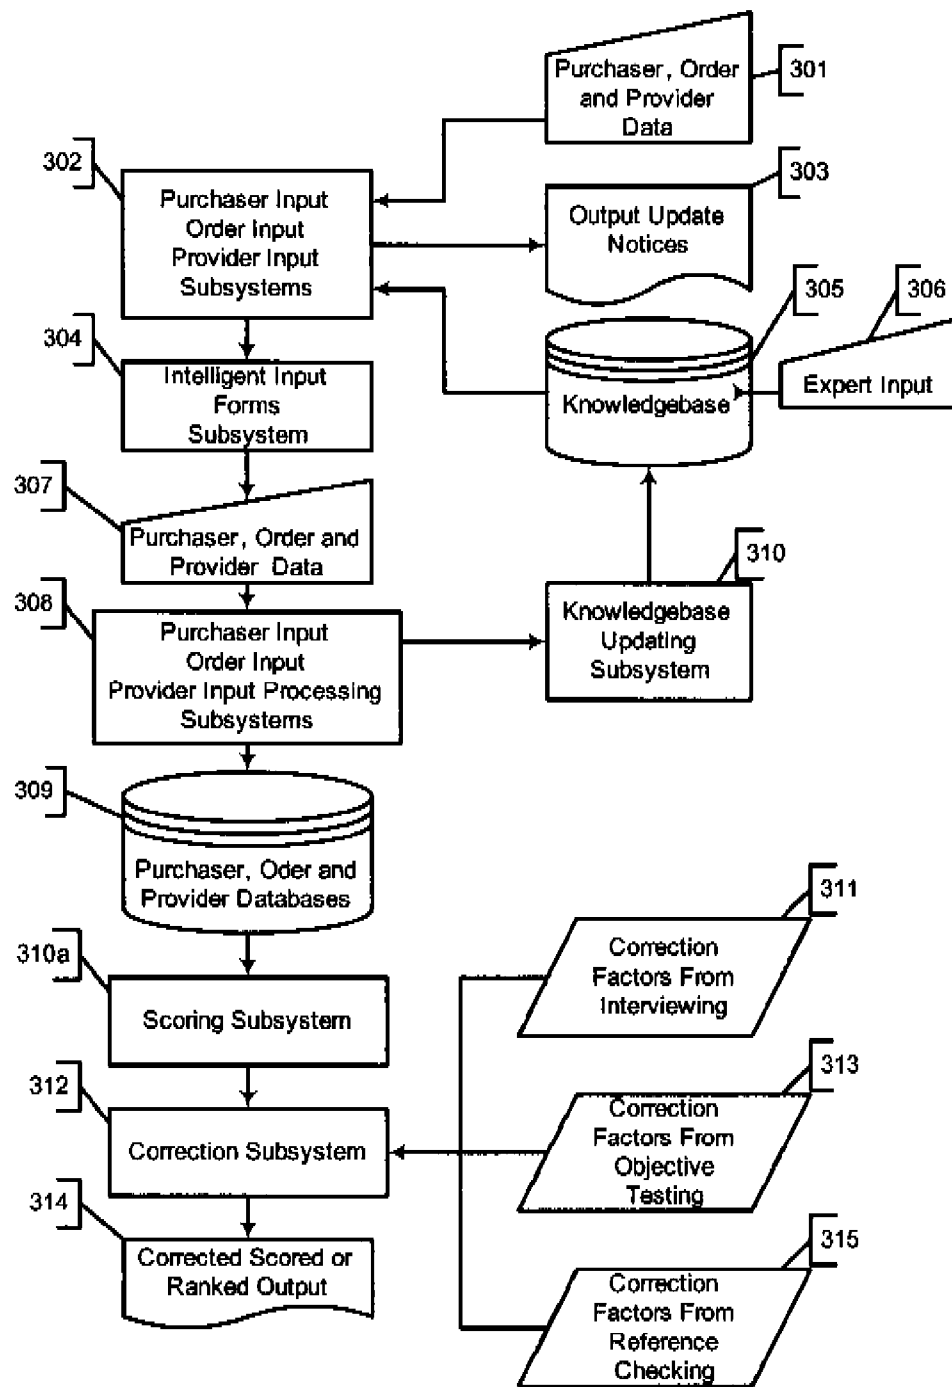 Purchaser, Order
and Provider
Data
301
302
Purchaser Input
Order Input
Provider Input
Subsystems
303
Output Update
Notices
304
Intelligent Input
Forms
Subsystem
305
Knowledgebase
306
Expert Input
307
Purchaser, Order and
Provider Data
308
Purchaser Input
Order Input
Provider Input Processing
Subsystems
310
Knowledgebase
Updating
Subsystem
309
Purchaser, Oder and
Provider Databases
310a
Scoring Subsystem
311
Correction
Factors From
Interviewing
312
Correction Subsystem
313
Correction
Factors From
Objective
Testing
314
Corrected Scored or
Ranked Output
315
Correction
Factors From
Reference
Checking